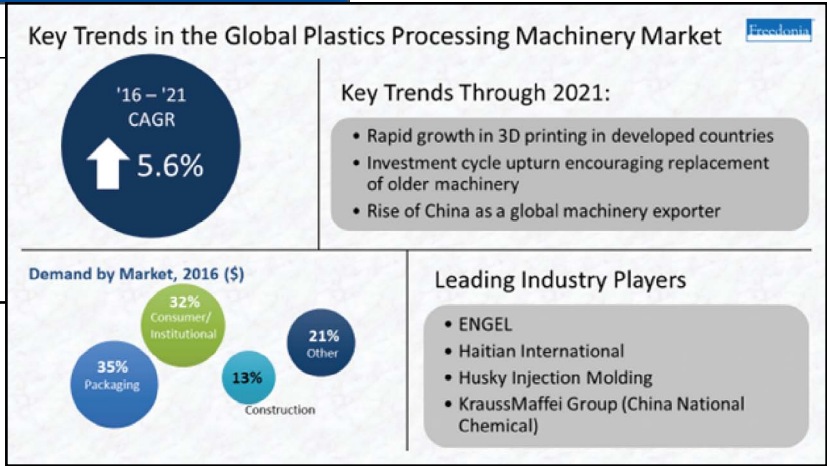 Key Trends in the Global Plastics Processing Machinery Market
Freedonia
'16 – '21
CAGR
5.6%
Key Trends Through 2021:
• Rapid growth in 3D printing in developed countries
• Investment cycle upturn encouraging replacement
of older machinery
• Rise of China as a global machinery exporter
Demand by Market, 2016 ($)
32%
Consumer/
Institutional
21%
Other
35%
Packaging
13%
Construction
Leading Industry Players
• ENGEL
• Haitian International
• Husky Injection Molding
• KraussMaffei Group (China National
Chemical)